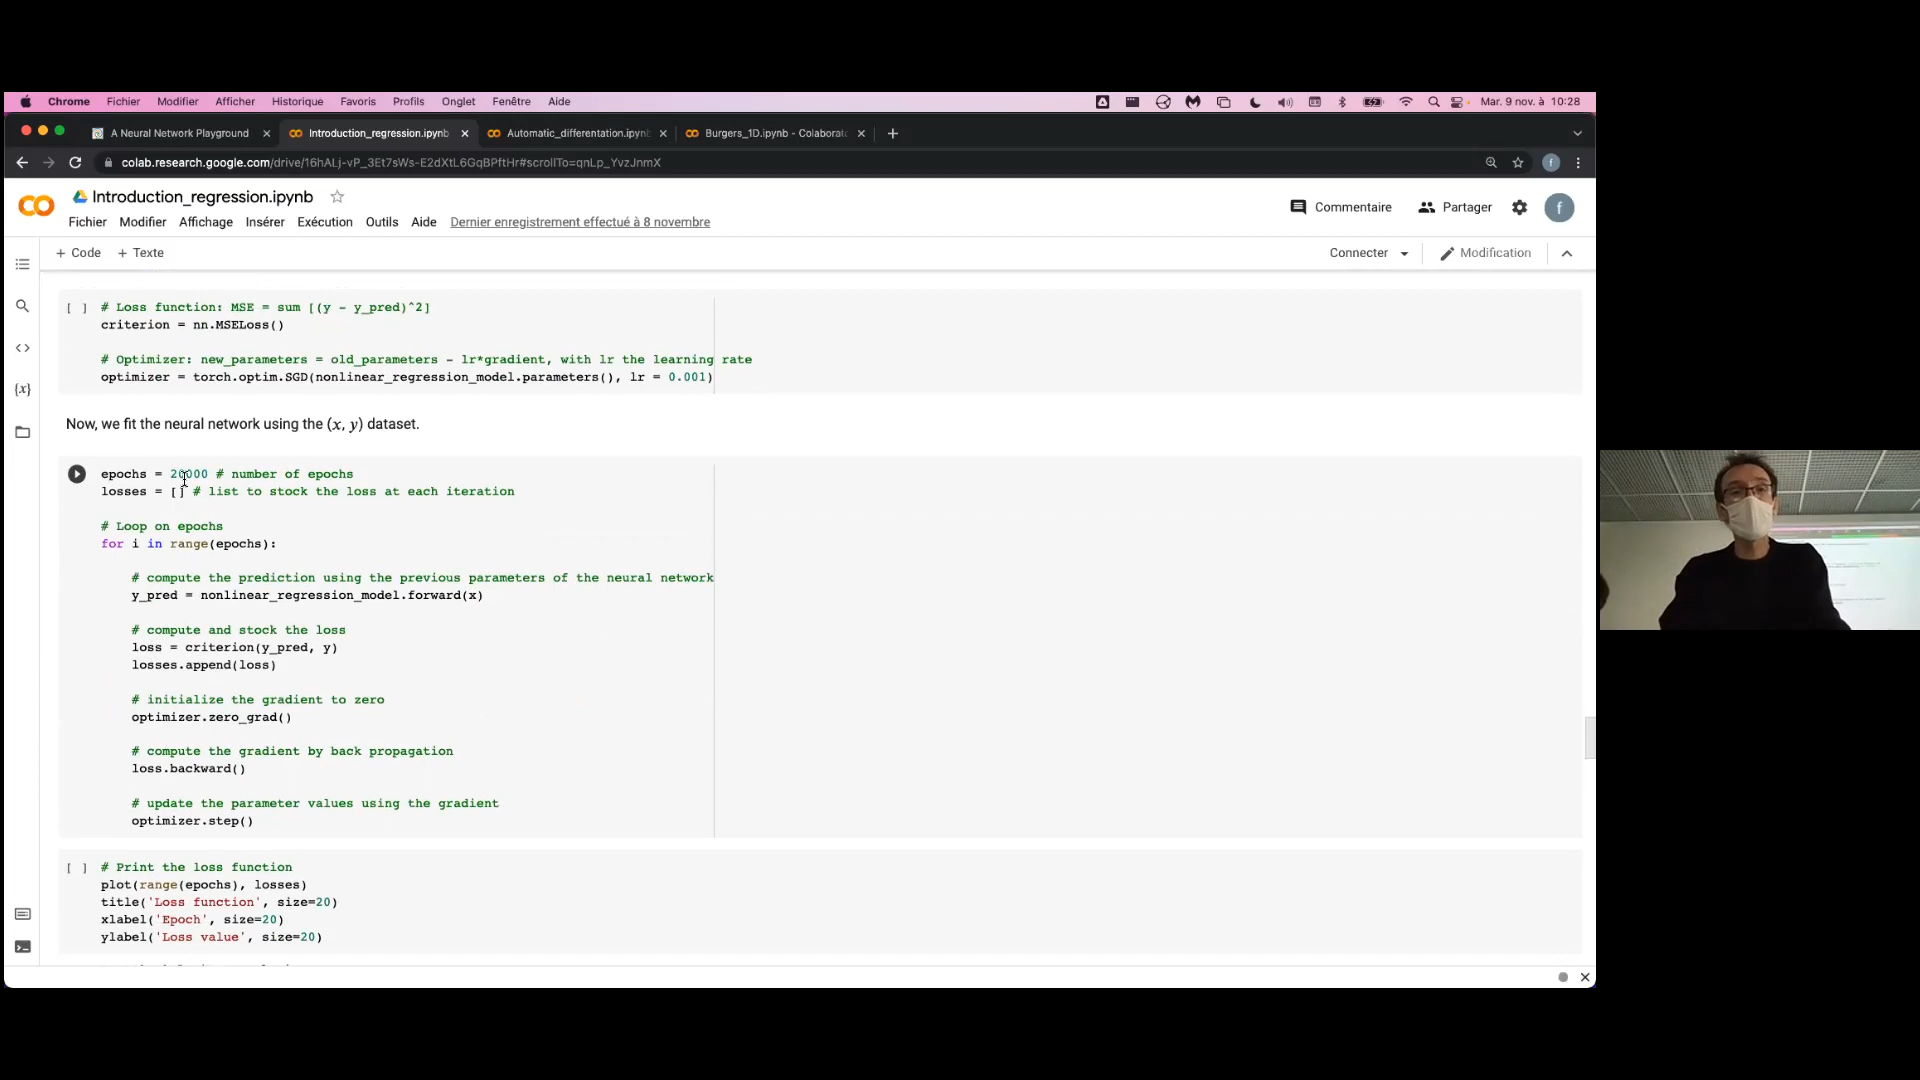 Chrome Fichier Modifier Afficher Historique Favoris Profils Onglet Fenêtre Aide Mar. 9 nov. à 10:28
A Neural Network Playground Introduction_regression.ipynb Automatic_differentation.ipynb Burgers_1D.ipynb - Colaborato
colab.research.google.com/drive/16hALj-vP_3Et7sWs-E2dXtL6GqBPftHr#scrollTo=qnLp_YvzJnmX f
Introduction_regression.ipynb
Commentaire Partager f
Fichier Modifier Affichage Insérer Exécution Outils Aide Dernier enregistrement effectué à 8 novembre
+ Code + Texte Connecter Modification
[ ] # Loss function: MSE = sum [(y - y_pred)^2]
criterion = nn.MSELoss()
# Optimizer: new_parameters = old_parameters - lr*gradient, with lr the learning rate
optimizer = torch.optim.SGD(nonlinear_regression_model.parameters(), lr = 0.001)
Now, we fit the neural network using the (x, y) dataset.
epochs = 20000 # number of epochs
losses = [] # list to stock the loss at each iteration
# Loop on epochs
for i in range(epochs):
# compute the prediction using the previous parameters of the neural network
y_pred = nonlinear_regression_model.forward(x)
# compute and stock the loss
loss = criterion(y_pred, y)
losses.append(loss)
# initialize the gradient to zero
optimizer.zero_grad()
# compute the gradient by back propagation
loss.backward()
# update the parameter values using the gradient
optimizer.step()
[ ] # Print the loss function
plot(range(epochs), losses)
title('Loss function', size=20)
xlabel('Epoch', size=20)
ylabel('Loss value', size=20)